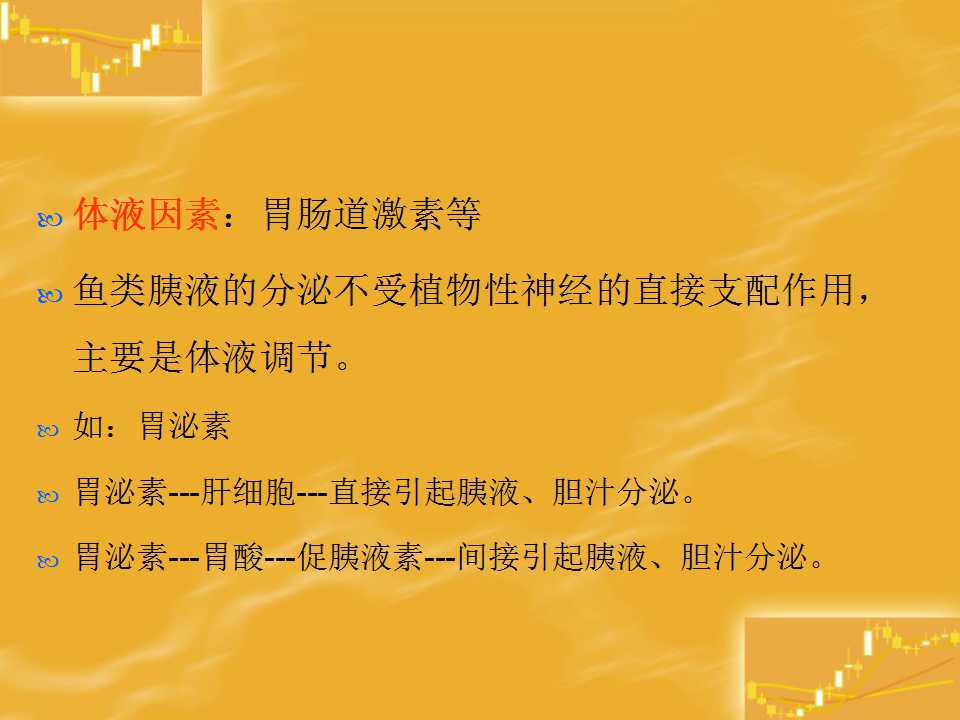 体液因素：胃肠道激素等
鱼类胰液的分泌不受植物性神经的直接支配作用，
主要是体液调节。
如：胃泌素
胃泌素---肝细胞---直接引起胰液、胆汁分泌。
胃泌素---胃酸---促胰液素---间接引起胰液、胆汁分泌。